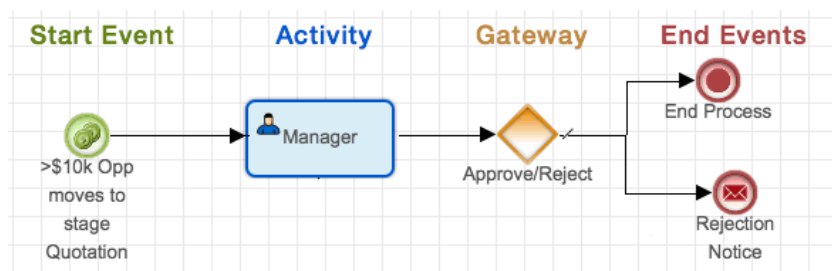 Start Event
Activity
Gateway
End Events
End Process
Manager
>$10k Opp
moves to
stage
Quotation
Approve/Reject
Rejection
Notice